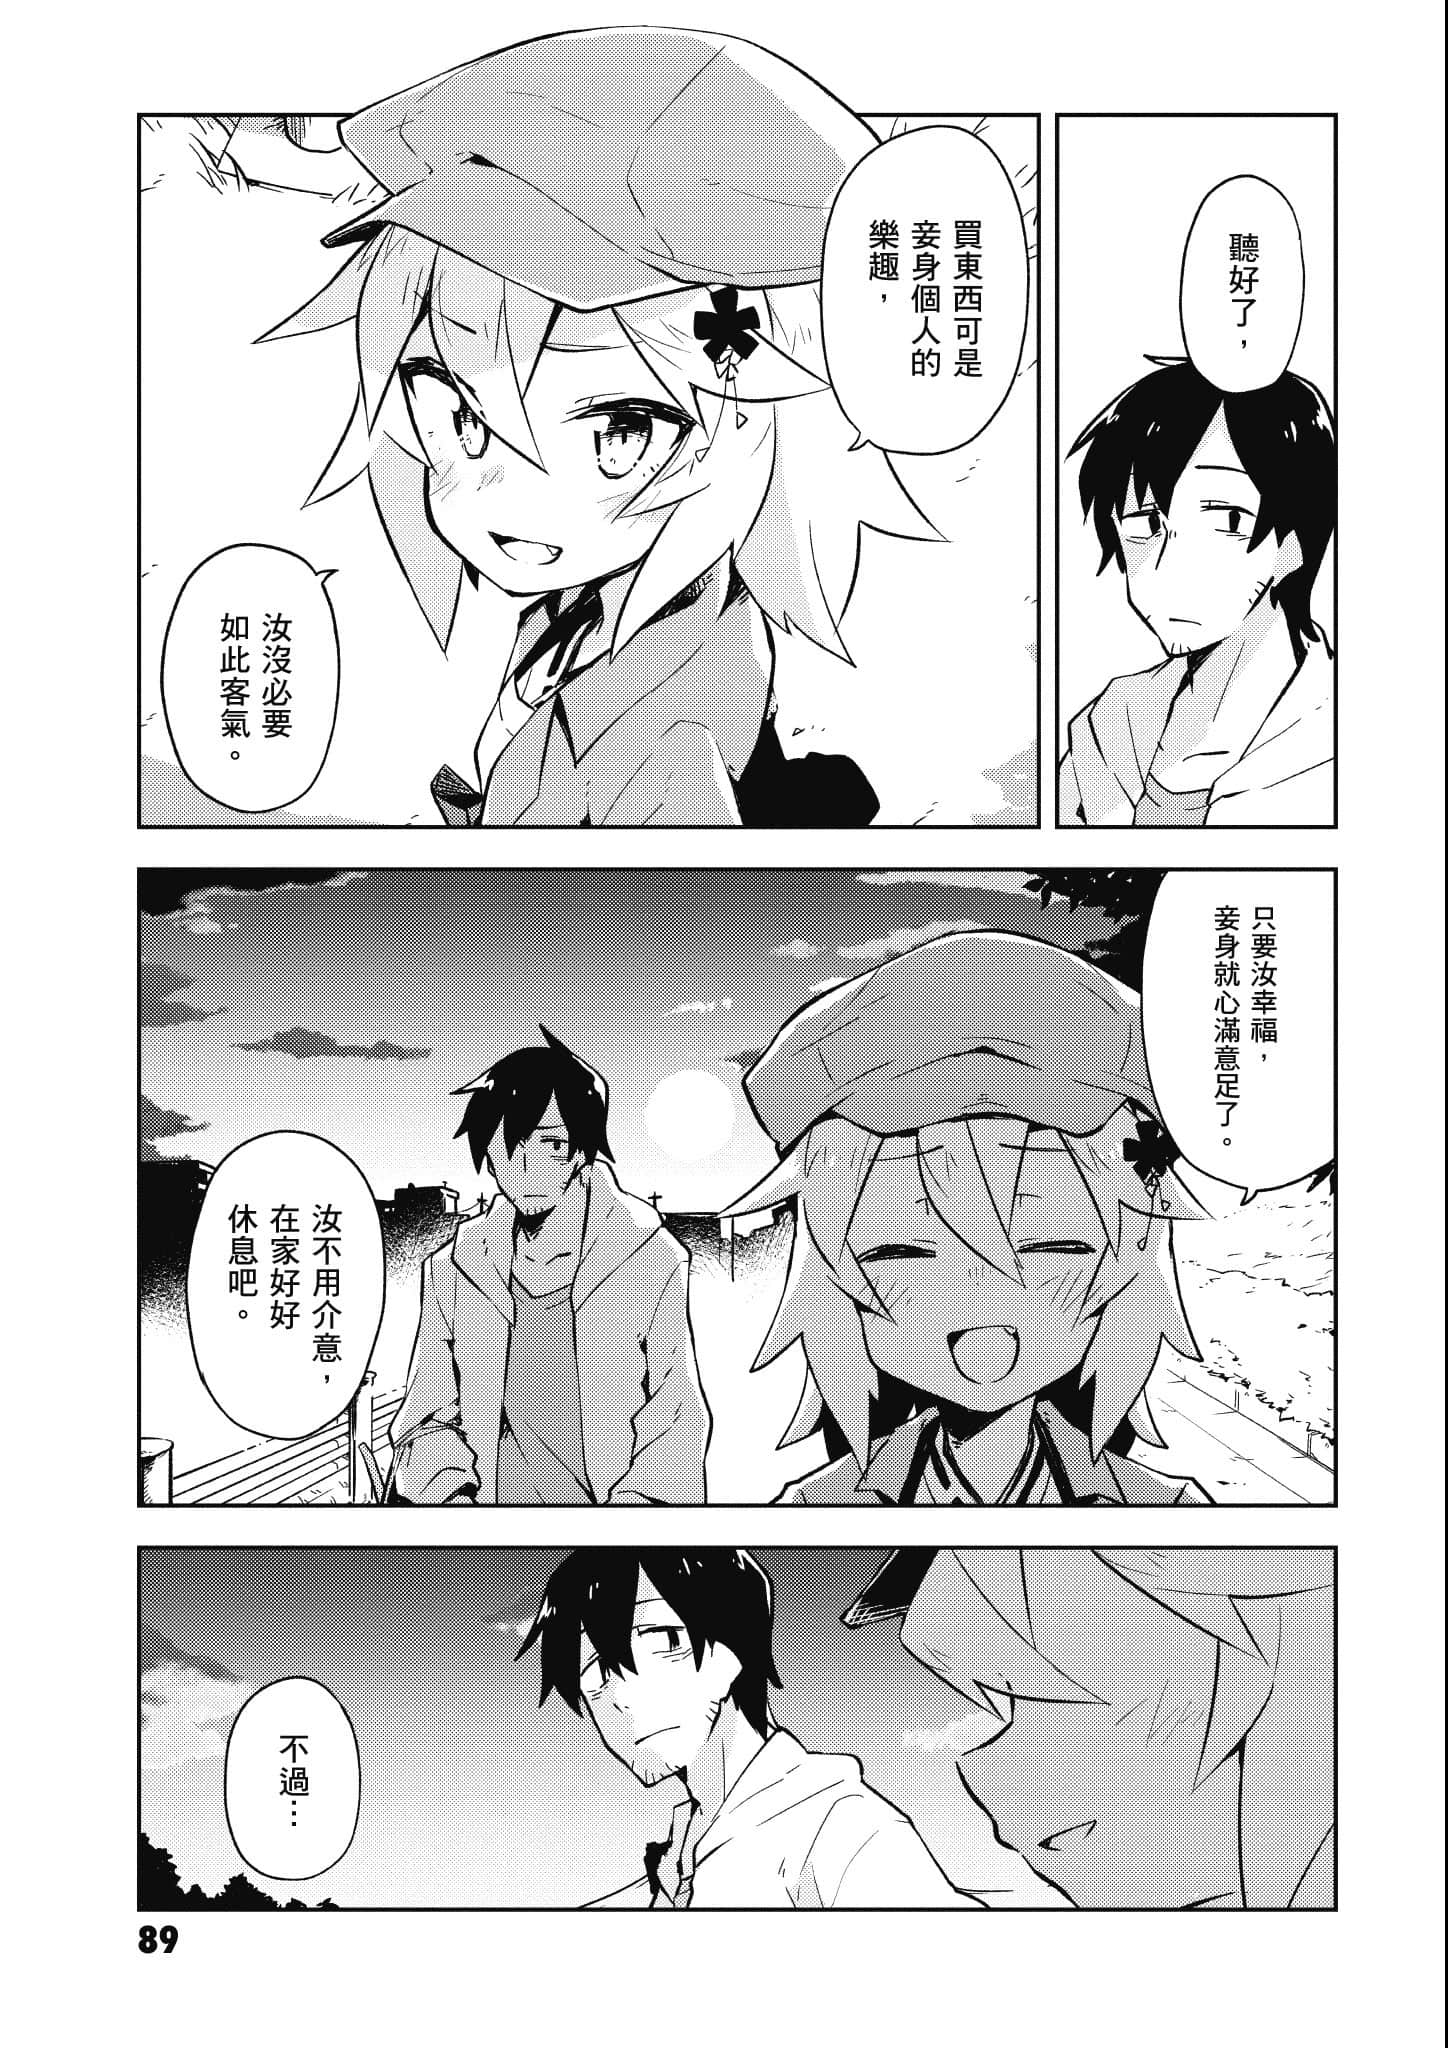 聽好了，
買東西可是
妾身個人的
樂趣，
汝沒必要
如此客氣。
只要汝幸福，
妾身就心滿意足了。
汝不用介意，
在家好好
休息吧。
不過…
89